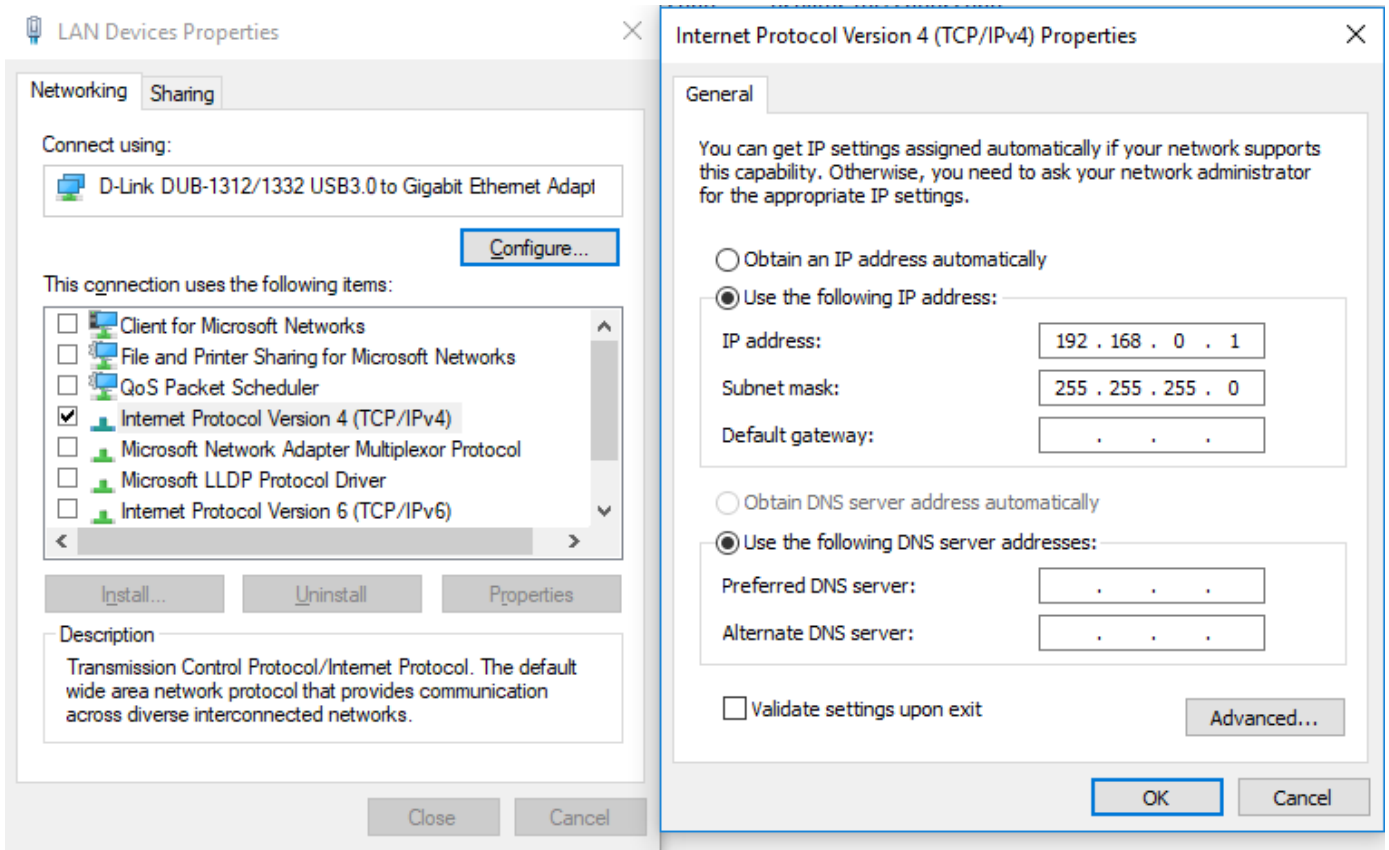 LAN Devices Properties
Networking
Sharing
Connect using:
D-Link DUB-1312/1332 USB3.0 to Gigabit Ethernet Adapt
Configure...
This connection uses the following items:
Client for Microsoft Networks
File and Printer Sharing for Microsoft Networks
QoS Packet Scheduler
Internet Protocol Version 4 (TCP/IPv4)
Microsoft Network Adapter Multiplexor Protocol
Microsoft LLDP Protocol Driver
Internet Protocol Version 6 (TCP/IPv6)
Install...
Uninstall
Properties
Description
Transmission Control Protocol/Internet Protocol. The default
wide area network protocol that provides communication
across diverse interconnected networks.
Close
Cancel
Internet Protocol Version 4 (TCP/IPv4) Properties
General
You can get IP settings assigned automatically if your network supports
this capability. Otherwise, you need to ask your network administrator
for the appropriate IP settings.
Obtain an IP address automatically
Use the following IP address:
IP address:
192 . 168 . 0 . 1
Subnet mask:
255 . 255 . 255 . 0
Default gateway:
. . .
Obtain DNS server address automatically
Use the following DNS server addresses:
Preferred DNS server:
. . .
Alternate DNS server:
. . .
Validate settings upon exit
Advanced...
OK
Cancel